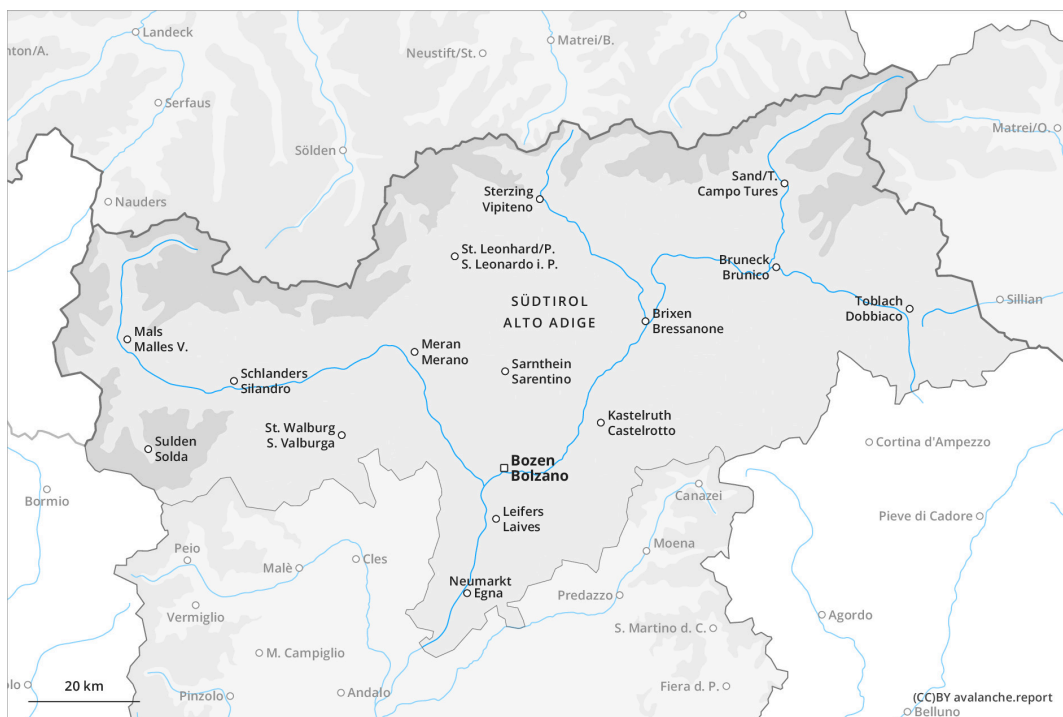 Landeck
nton/A.
Matrei/B.
Neustift/St.
Serfaus
Matrei/O.
Sölden
Nauders
Sand/T.
Campo Tures
Sterzing
Vipiteno
St. Leonhard/P.
S. Leonardo i. P.
Bruneck
Brunico
SÜDTIROL
ALTO ADIGE
Toblach
Dobbiaco
Sillian
Brixen
Bressanone
Mals
Malles V.
Meran
Merano
Sarnthein
Sarentino
Schlanders
Silandro
Kastelruth
Castelrotto
St. Walburg
S. Valburga
Sulden
Solda
Cortina d'Ampezzo
Bozen
Bolzano
Bormio
Canazei
Leifers
Laives
Pieve di Cadore
Peio
Malè
Cles
Moena
Neumarkt
Egna
Predazzo
Vermiglio
Agordo
S. Martino d. C.
M. Campiglio
olo
20 km
Pinzolo
Andalo
Fiera d. P.
(CC)BY avalanche.report
Belluno